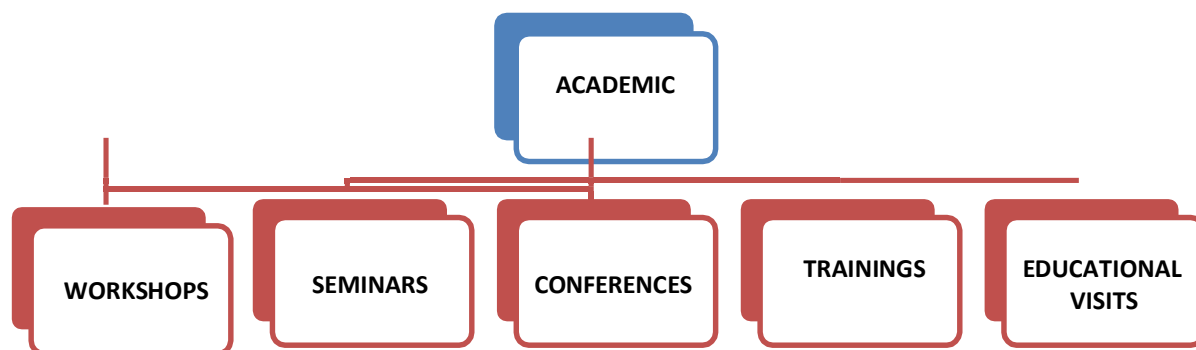 ACADEMIC
WORKSHOPS
SEMINARS
CONFERENCES
TRAININGS
EDUCATIONAL
VISITS